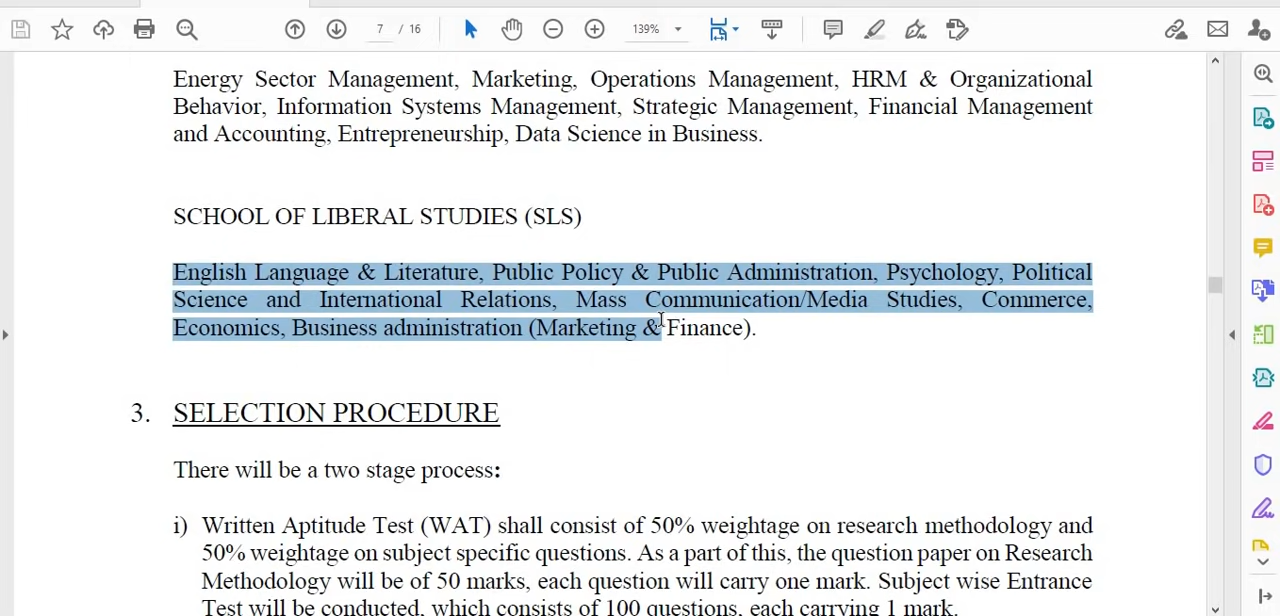 7 / 16
139%
Energy Sector Management, Marketing, Operations Management, HRM & Organizational
Behavior, Information Systems Management, Strategic Management, Financial Management
and Accounting, Entrepreneurship, Data Science in Business.
SCHOOL OF LIBERAL STUDIES (SLS)
English Language & Literature, Public Policy & Public Administration, Psychology, Political
Science and International Relations, Mass Communication/Media Studies, Commerce,
Economics, Business administration (Marketing & Finance).
3. SELECTION PROCEDURE
There will be a two stage process:
i) Written Aptitude Test (WAT) shall consist of 50% weightage on research methodology and
50% weightage on subject specific questions. As a part of this, the question paper on Research
Methodology will be of 50 marks, each question will carry one mark. Subject wise Entrance
Test will be conducted, which consists of 100 questions, each carrying 1 mark.